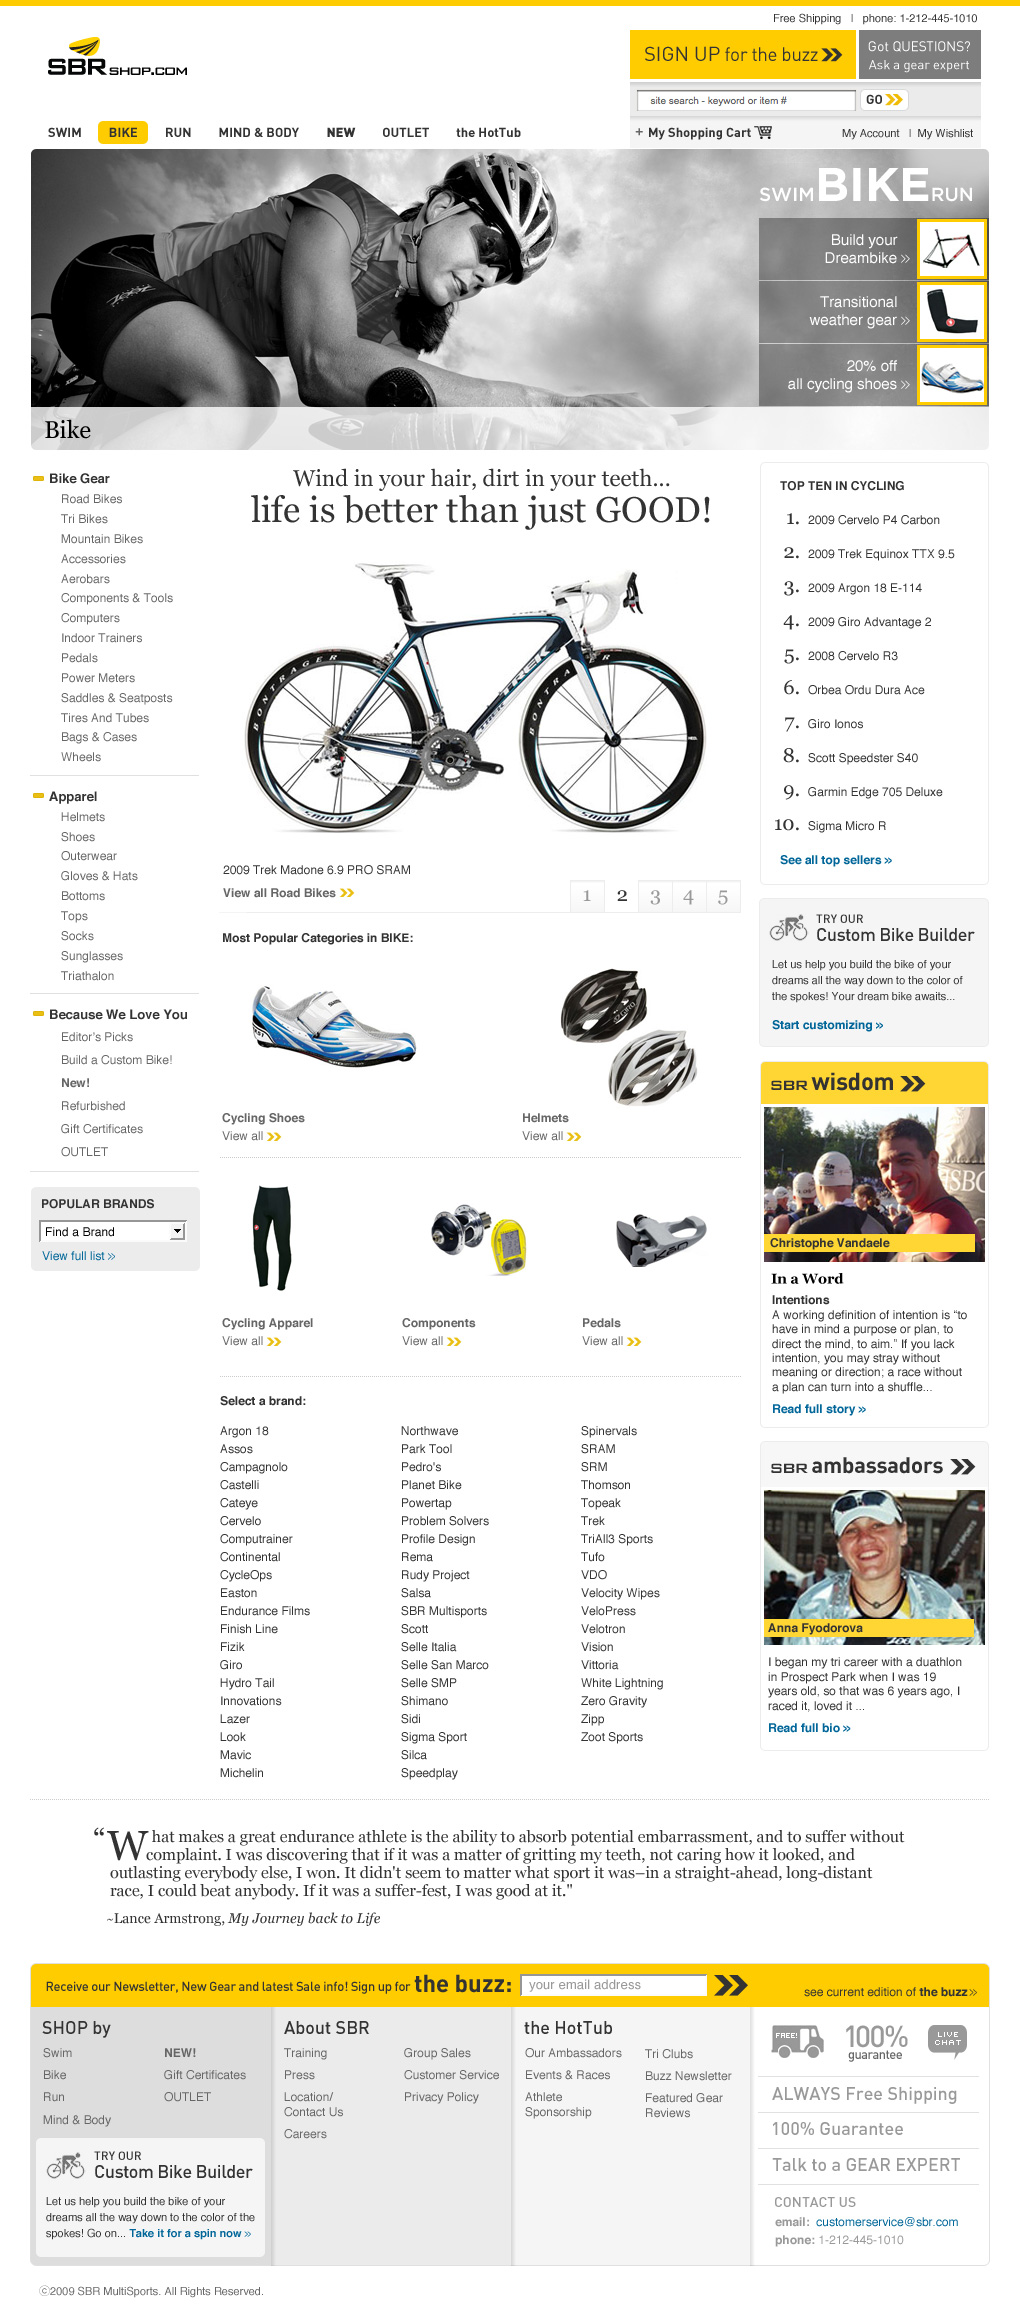 Free Shipping | phone: 1-212-445-1010
SBRSHOP.COM
SIGN UP for the buzz
Got QUESTIONS?
Ask a gear expert
site search - keyword or item #
GO
SWIM
BIKE
RUN
MIND & BODY
NEW
OUTLET
the HotTub
+ My Shopping Cart
My Account | My Wishlist
SWIM BIKE RUN
Build your
Dreambike »
Transitional
weather gear »
20% off
all cycling shoes »
Bike
Bike Gear
Road Bikes
Tri Bikes
Mountain Bikes
Accessories
Aerobars
Components & Tools
Computers
Indoor Trainers
Pedals
Power Meters
Saddles & Seatposts
Tires And Tubes
Bags & Cases
Wheels
Apparel
Helmets
Shoes
Outerwear
Gloves & Hats
Bottoms
Tops
Socks
Sunglasses
Triathalon
Because We Love You
Editor's Picks
Build a Custom Bike!
New!
Refurbished
Gift Certificates
OUTLET
POPULAR BRANDS
Find a Brand
View full list »
Wind in your hair, dirt in your teeth...
life is better than just GOOD!
BONTRAGER
TREK
BONTRA
2009 Trek Madone 6.9 PRO SRAM
View all Road Bikes
1 2 3 4 5
Most Popular Categories in BIKE:
Cycling Shoes
View all
Helmets
View all
Cycling Apparel
View all
Components
View all
Pedals
View all
Select a brand:
Argon 18
Assos
Campagnolo
Castelli
Cateye
Cervelo
Computrainer
Continental
CycleOps
Easton
Endurance Films
Finish Line
Fizik
Giro
Hydro Tail
Innovations
Lazer
Look
Mavic
Michelin
Northwave
Park Tool
Pedro's
Planet Bike
Powertap
Problem Solvers
Profile Design
Rema
Rudy Project
Salsa
SBR Multisports
Scott
Selle Italia
Selle San Marco
Selle SMP
Shimano
Sidi
Sigma Sport
Silca
Speedplay
Spinervals
SRAM
SRM
Thomson
Topeak
Trek
TriAll3 Sports
Tufo
VDO
Velocity Wipes
VeloPress
Velotron
Vision
Vittoria
White Lightning
Zero Gravity
Zipp
Zoot Sports
TOP TEN IN CYCLING
1. 2009 Cervelo P4 Carbon
2. 2009 Trek Equinox TTX 9.5
3. 2009 Argon 18 E-114
4. 2009 Giro Advantage 2
5. 2008 Cervelo R3
6. Orbea Ordu Dura Ace
7. Giro Ionos
8. Scott Speedster S40
9. Garmin Edge 705 Deluxe
10. Sigma Micro R
See all top sellers »
TRY OUR
Custom Bike Builder
Let us help you build the bike of your
dreams all the way down to the color of
the spokes! Your dream bike awaits...
Start customizing »
SBR wisdom
Christophe Vandaele
In a Word
Intentions
A working definition of intention is “to
have in mind a purpose or plan, to
direct the mind, to aim.” If you lack
intention, you may stray without
meaning or direction; a race without
a plan can turn into a shuffle...
Read full story »
SBR ambassadors
Anna Fyodorova
I began my tri career with a duathlon
in Prospect Park when I was 19
years old, so that was 6 years ago, I
raced it, loved it ...
Read full bio »
“What makes a great endurance athlete is the ability to absorb potential embarrassment, and to suffer without
complaint. I was discovering that if it was a matter of gritting my teeth, not caring how it looked, and
outlasting everybody else, I won. It didn't seem to matter what sport it was–in a straight-ahead, long-distant
race, I could beat anybody. If it was a suffer-fest, I was good at it."
~Lance Armstrong, My Journey back to Life
Receive our Newsletter, New Gear and latest Sale info! Sign up for the buzz:
your email address
see current edition of the buzz »
SHOP by
Swim
Bike
Run
Mind & Body
NEW!
Gift Certificates
OUTLET
TRY OUR
Custom Bike Builder
Let us help you build the bike of your
dreams all the way down to the color of the
spokes! Go on... Take it for a spin now »
About SBR
Training
Press
Location/
Contact Us
Careers
Group Sales
Customer Service
Privacy Policy
the HotTub
Our Ambassadors
Events & Races
Athlete
Sponsorship
Tri Clubs
Buzz Newsletter
Featured Gear
Reviews
FREE!
100%
guarantee
LIVE
CHAT
ALWAYS Free Shipping
100% Guarantee
Talk to a GEAR EXPERT
CONTACT US
email: customerservice@sbr.com
phone: 1-212-445-1010
©2009 SBR MultiSports. All Rights Reserved.